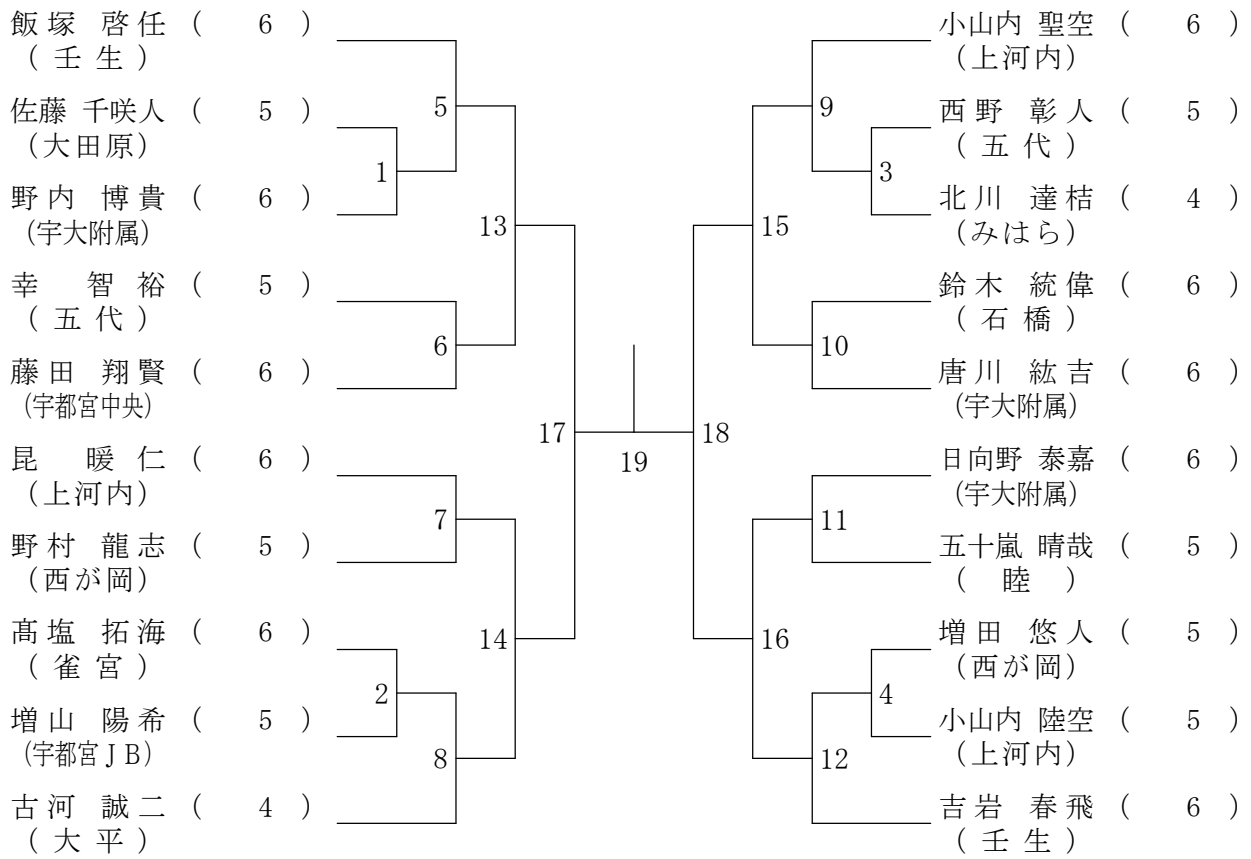 飯塚 啓任 ( 6 )
(壬生)
佐藤 千咲人 ( 5 )
(大田原)
野内 博貴 ( 6 )
(宇大附属)
幸 智裕 ( 5 )
(五代)
藤田 翔賢 ( 6 )
(宇都宮中央)
昆 暖仁 ( 6 )
(上河内)
野村 龍志 ( 5 )
(西が岡)
髙塩 拓海 ( 6 )
(雀宮)
増山 陽希 ( 5 )
(宇都宮JB)
古河 誠二 ( 4 )
(大平)
5
1
13
6
17
7
14
2
8
19
9
3
15
10
18
11
16
4
12
小山内 聖空 ( 6 )
(上河内)
西野 彰人 ( 5 )
(五代)
北川 達桔 ( 4 )
(みはら)
鈴木 統偉 ( 6 )
(石橋)
唐川 紘吉 ( 6 )
(宇大附属)
日向野 泰嘉 ( 6 )
(宇大附属)
五十嵐 晴哉 ( 5 )
(睦)
増田 悠人 ( 5 )
(西が岡)
小山内 陸空 ( 5 )
(上河内)
吉岩 春飛 ( 6 )
(壬生)